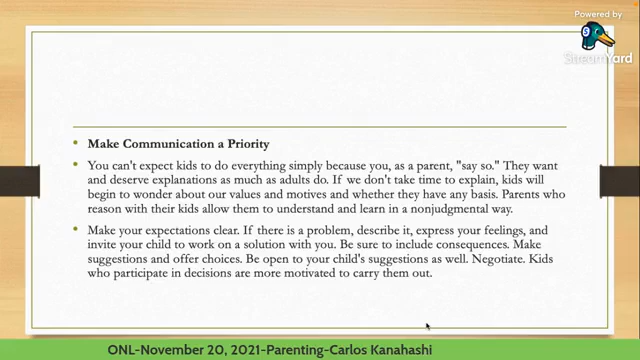 Powered by
StreamYard
Make Communication a Priority
You can't expect kids to do everything simply because you, as a parent, "say so." They want
and deserve explanations as much as adults do. If we don't take time to explain, kids will
begin to wonder about our values and motives and whether they have any basis. Parents who
reason with their kids allow them to understand and learn in a nonjudgmental way.
Make your expectations clear. If there is a problem, describe it, express your feelings, and
invite your child to work on a solution with you. Be sure to include consequences. Make
suggestions and offer choices. Be open to your child's suggestions as well. Negotiate. Kids
who participate in decisions are more motivated to carry them out.
ONL-November 20, 2021-Parenting-Carlos Kanahashi